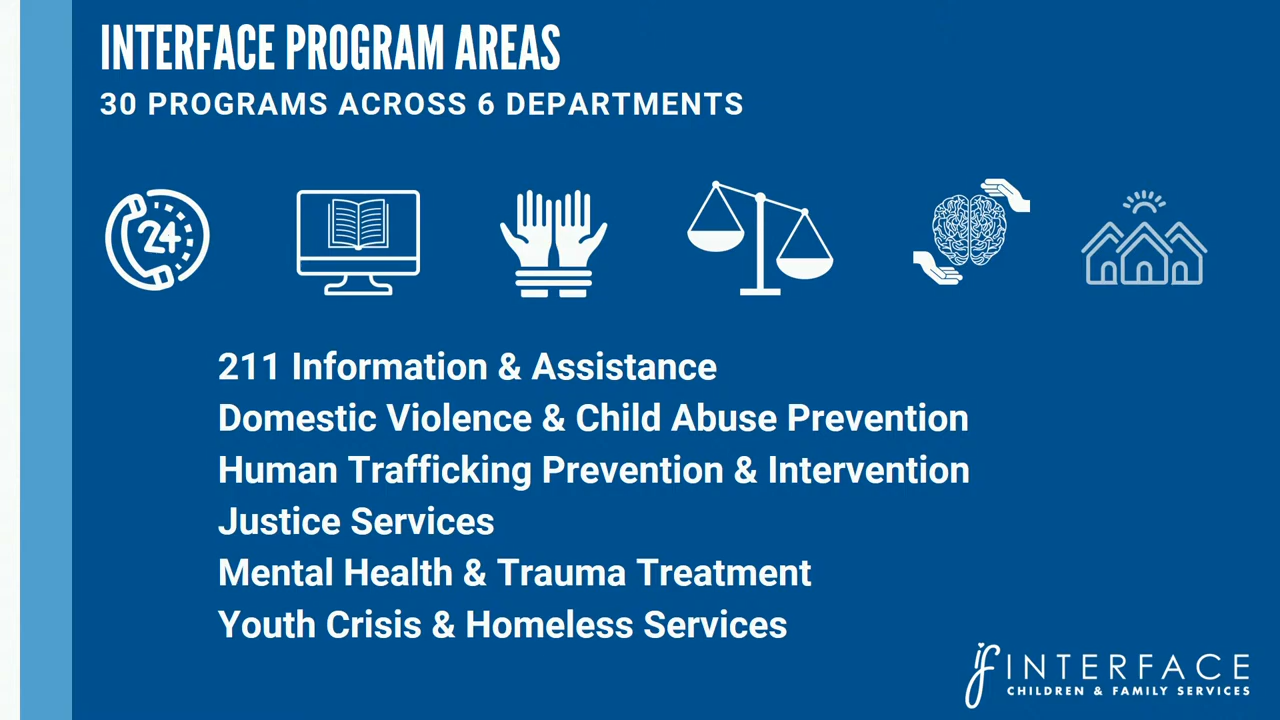 INTERFACE PROGRAM AREAS
30 PROGRAMS ACROSS 6 DEPARTMENTS
24
211 Information & Assistance
Domestic Violence & Child Abuse Prevention
Human Trafficking Prevention & Intervention
Justice Services
Mental Health & Trauma Treatment
Youth Crisis & Homeless Services
if INTERFACE
CHILDREN & FAMILY SERVICES